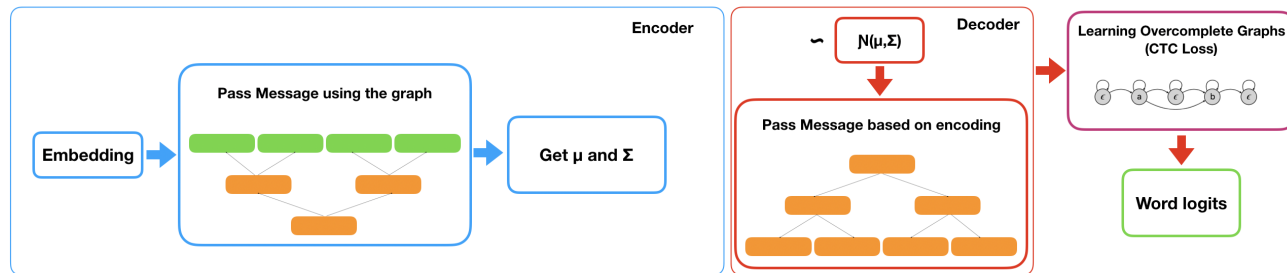 Encoder
Pass Message using the graph
Embedding
Get μ and Σ
Decoder
~ N(μ,Σ)
Pass Message based on encoding
Learning Overcomplete Graphs
(CTC Loss)
ϵ a ϵ b ϵ
Word logits